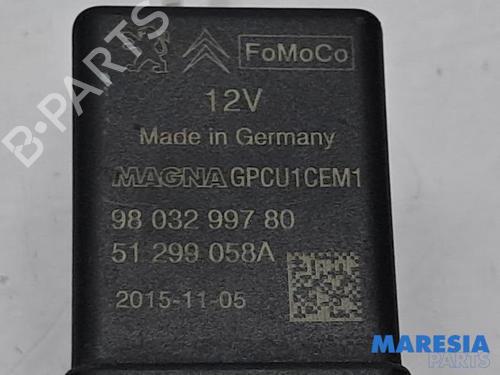 FoMoCo
12V
Made in Germany
MAGNA GPCU1CEM1
98 032 997 80
51 299 058A
2015-11-05
B-PARTS
MARESIA
PARTS